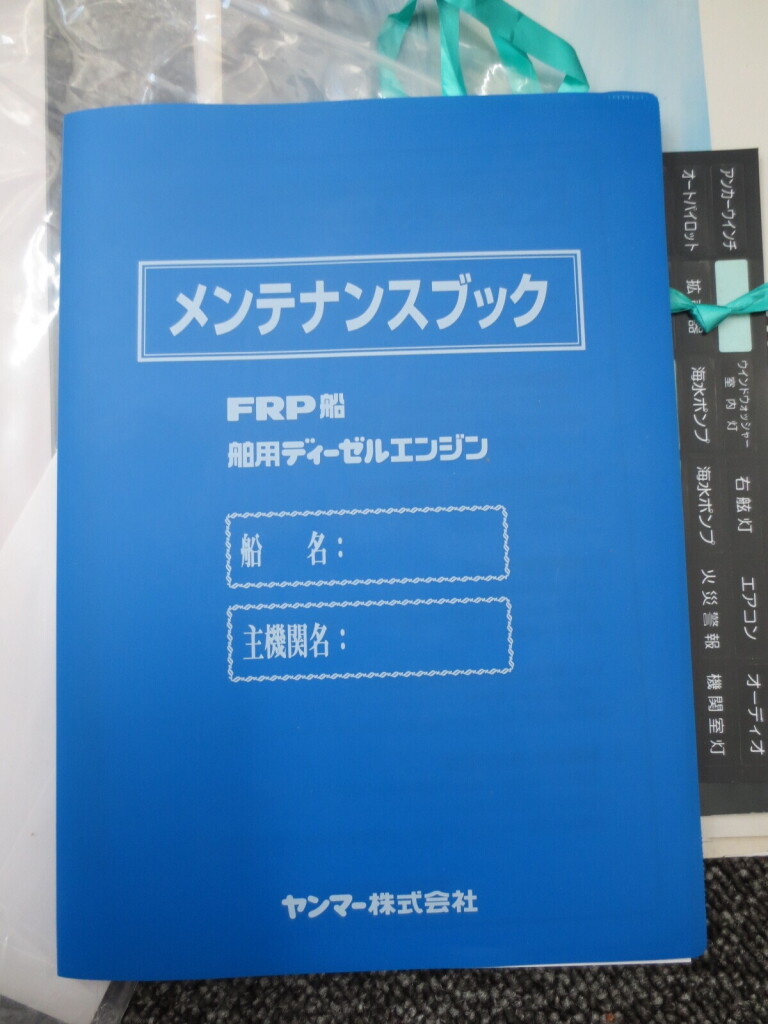 メンテナンスブック
FRP船
舶用ディーゼルエンジン
船 名：
主機関名：
ヤンマー株式会社
アンカーウインチ
オートパイロット
ウインドウォッシャー
室内灯
海水ポンプ
右舷灯
海水ポンプ
エアコン
火災警報
オーディオ
機関室灯